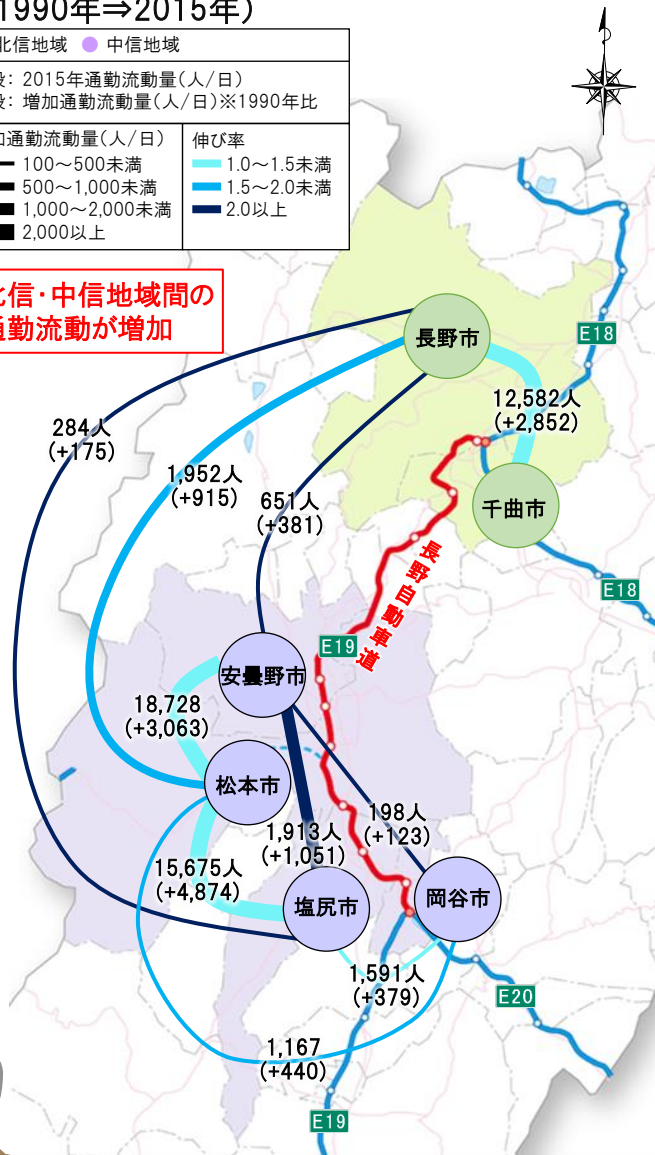 1990年⇒2015年）
北信地域 中信地域
段: 2015年通勤流動量(人/日)
段: 増加通勤流動量(人/日)※1990年比
加通勤流動量(人/日)
100～500未満
500～1,000未満
1,000～2,000未満
2,000以上
伸び率
1.0～1.5未満
1.5～2.0未満
2.0以上
北信･中信地域間の
通勤流動が増加
長野市
E18
12,582人
(+2,852)
284人
(+175)
1,952人
(+915)
651人
(+381)
千曲市
長野自動車道
E18
E19
安曇野市
18,728
(+3,063)
松本市
198人
(+123)
1,913人
(+1,051)
15,675人
(+4,874)
塩尻市
岡谷市
1,591人
(+379)
E20
1,167
(+440)
E19